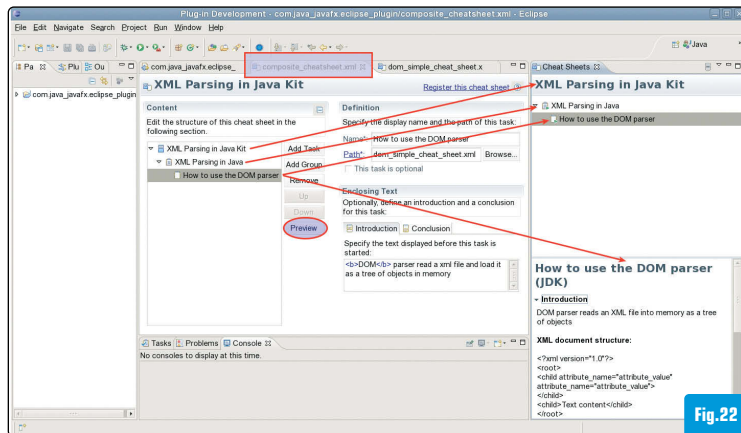 Plug-in Development - com.java_javafx.eclipse_plugin/composite_cheatsheet.xml - Eclipse
File Edit Navigate Search Project Run Window Help
Java
Pa
Plu
Ou
com.java_javafx.eclipse_
composite_cheatsheet.xml
dom_simple_cheat_sheet.x
Cheat Sheets
com.java_javafx.eclipse_plugin
XML Parsing in Java Kit
Register this cheat sheet
Content
Edit the structure of this cheat sheet in the
following section.
XML Parsing in Java Kit
XML Parsing in Java
How to use the DOM parser
Add Task
Add Group
Remove
Up
Down
Preview
Definition
Specify the display name and the path of this task:
Name*: How to use the DOM parser
Path*: dom_simple_cheat_sheet.xml Browse...
This task is optional
Enclosing Text
Optionally, define an introduction and a conclusion
for this task:
Introduction Conclusion
Specify the text displayed before this task is
started:
<b>DOM</b> parser read a xml file and load it
as a tree of objects in memory
Tasks Problems Console
No consoles to display at this time.
XML Parsing in Java Kit
XML Parsing in Java
How to use the DOM parser
How to use the DOM parser
(JDK)
Introduction
DOM parser reads an XML file into memory as a tree
of objects
XML document structure:
<?xml version="1.0"?>
<root>
<child attribute_name="attribute_value"
attribute_name="attribute_value">
</child>
<child>Text content</child>
</root>
Fig.22